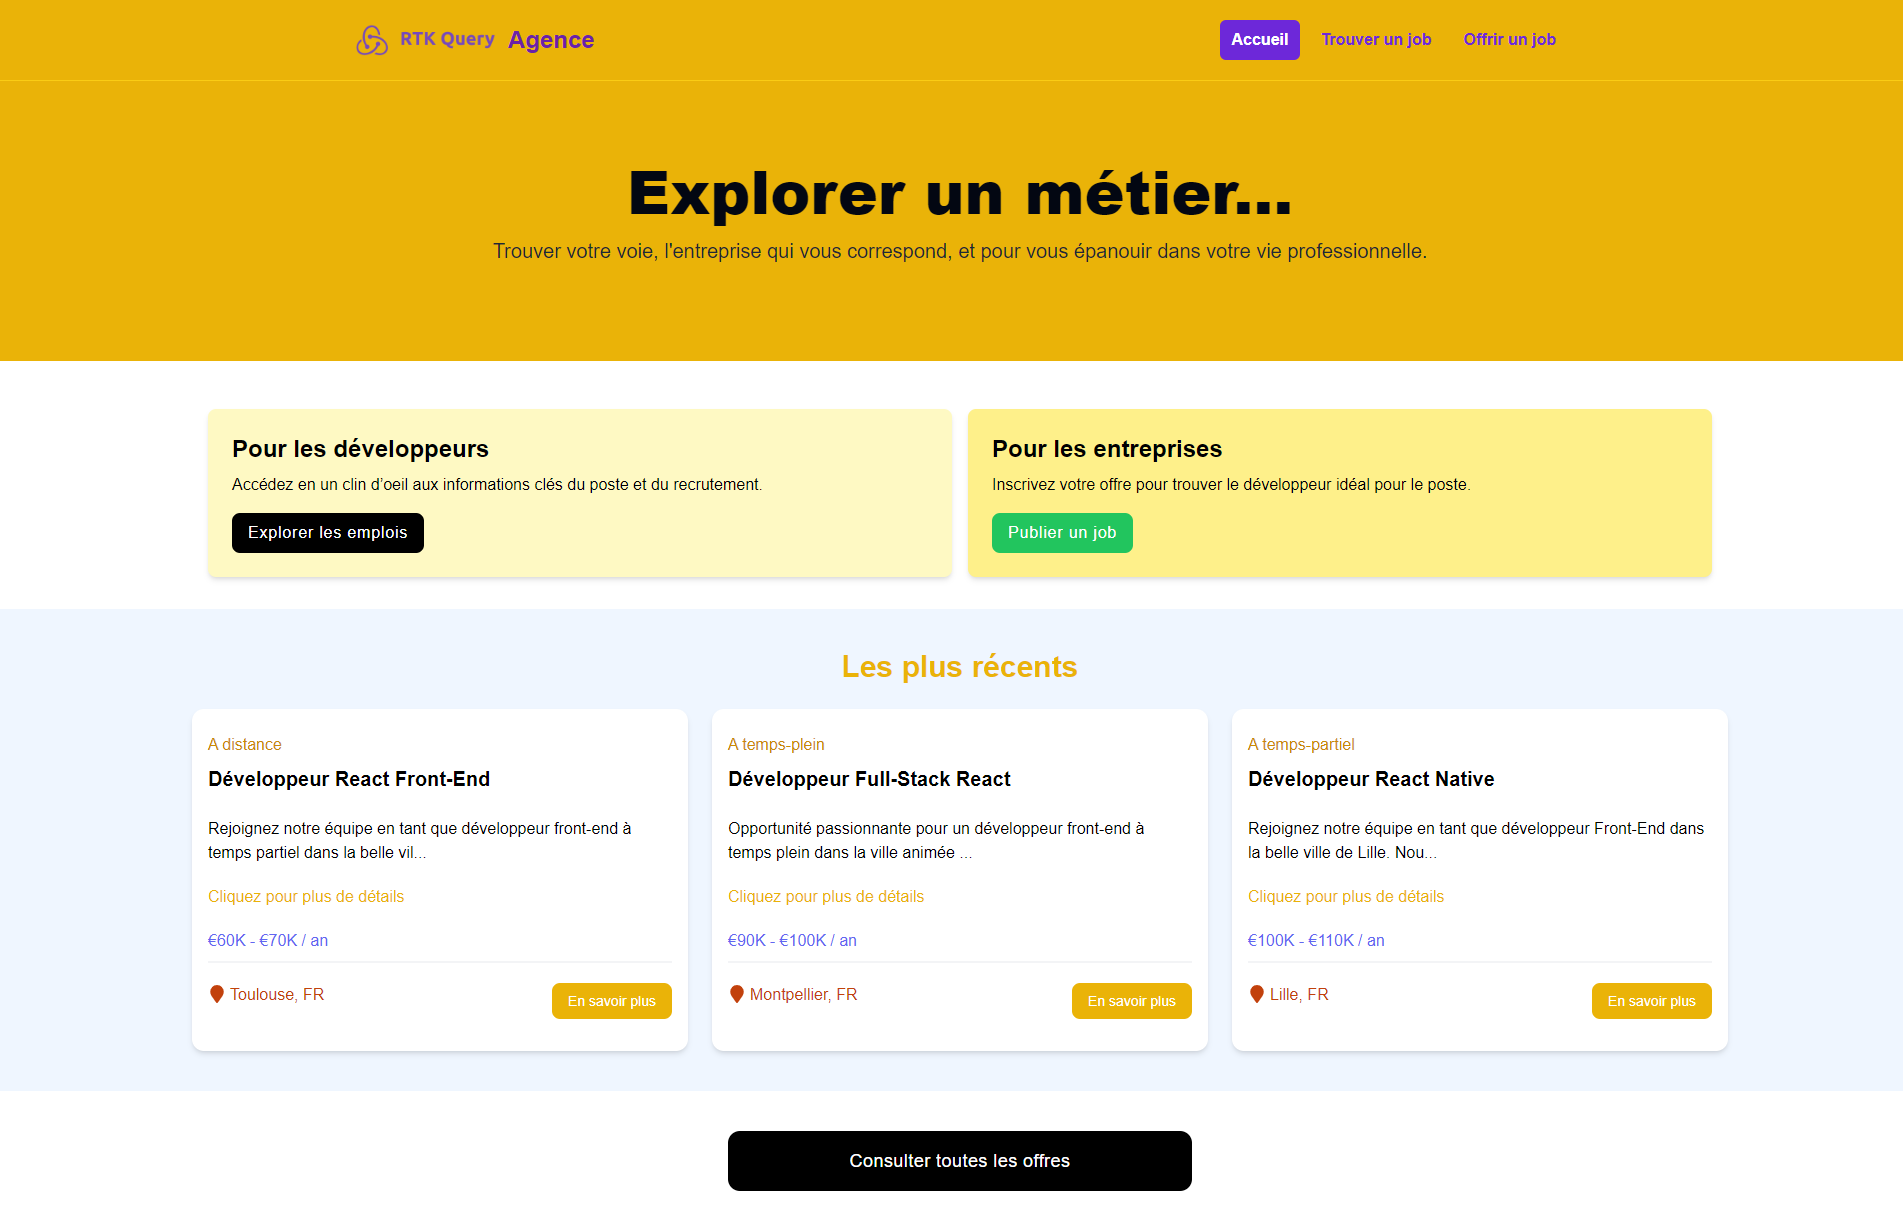 RTK Query Agence
Accueil
Trouver un job
Offrir un job
Explorer un métier...
Trouver votre voie, l'entreprise qui vous correspond, et pour vous épanouir dans votre vie professionnelle.
Pour les développeurs
Accédez en un clin d’oeil aux informations clés du poste et du recrutement.
Explorer les emplois
Pour les entreprises
Inscrivez votre offre pour trouver le développeur idéal pour le poste.
Publier un job
Les plus récents
A distance
Développeur React Front-End
Rejoignez notre équipe en tant que développeur front-end à
temps partiel dans la belle vil...
Cliquez pour plus de détails
€60K - €70K / an
Toulouse, FR
En savoir plus
A temps-plein
Développeur Full-Stack React
Opportunité passionnante pour un développeur front-end à
temps plein dans la ville animée ...
Cliquez pour plus de détails
€90K - €100K / an
Montpellier, FR
En savoir plus
A temps-partiel
Développeur React Native
Rejoignez notre équipe en tant que développeur Front-End dans
la belle ville de Lille. Nou...
Cliquez pour plus de détails
€100K - €110K / an
Lille, FR
En savoir plus
Consulter toutes les offres